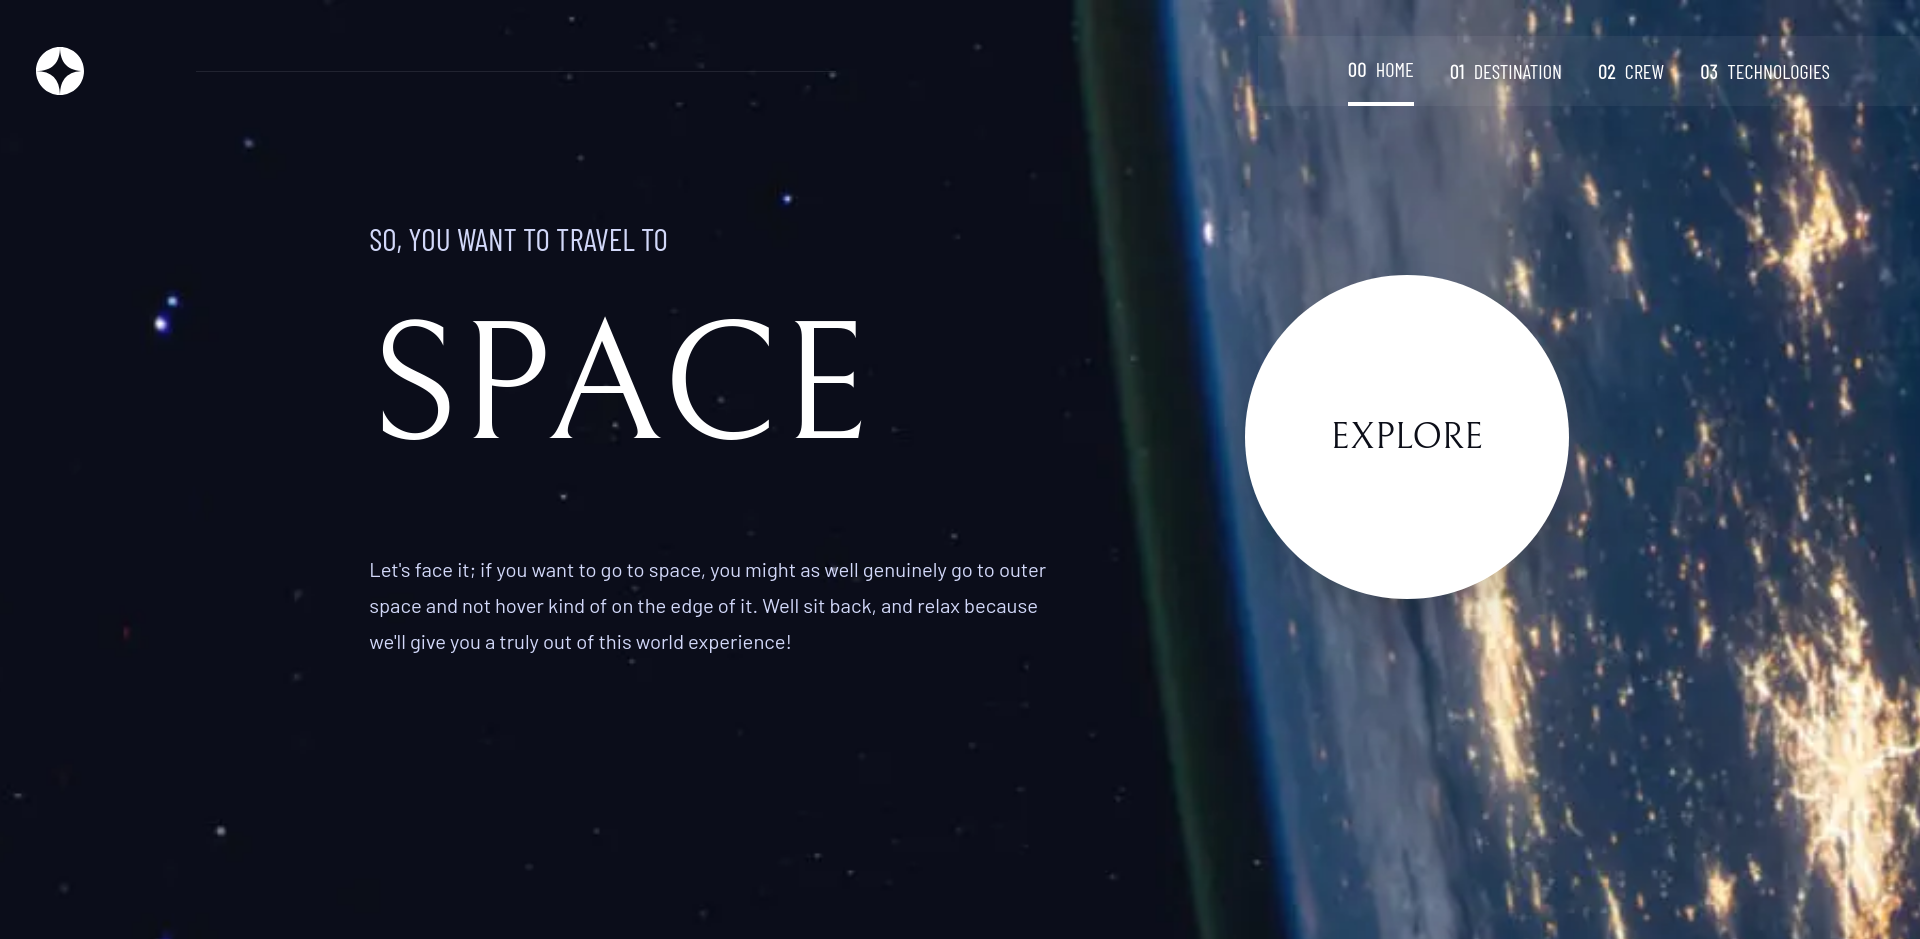 00 HOME 01 DESTINATION 02 CREW 03 TECHNOLOGIES
SO, YOU WANT TO TRAVEL TO
SPACE
Let's face it; if you want to go to space, you might as well genuinely go to outer
space and not hover kind of on the edge of it. Well sit back, and relax because
we'll give you a truly out of this world experience!
EXPLORE